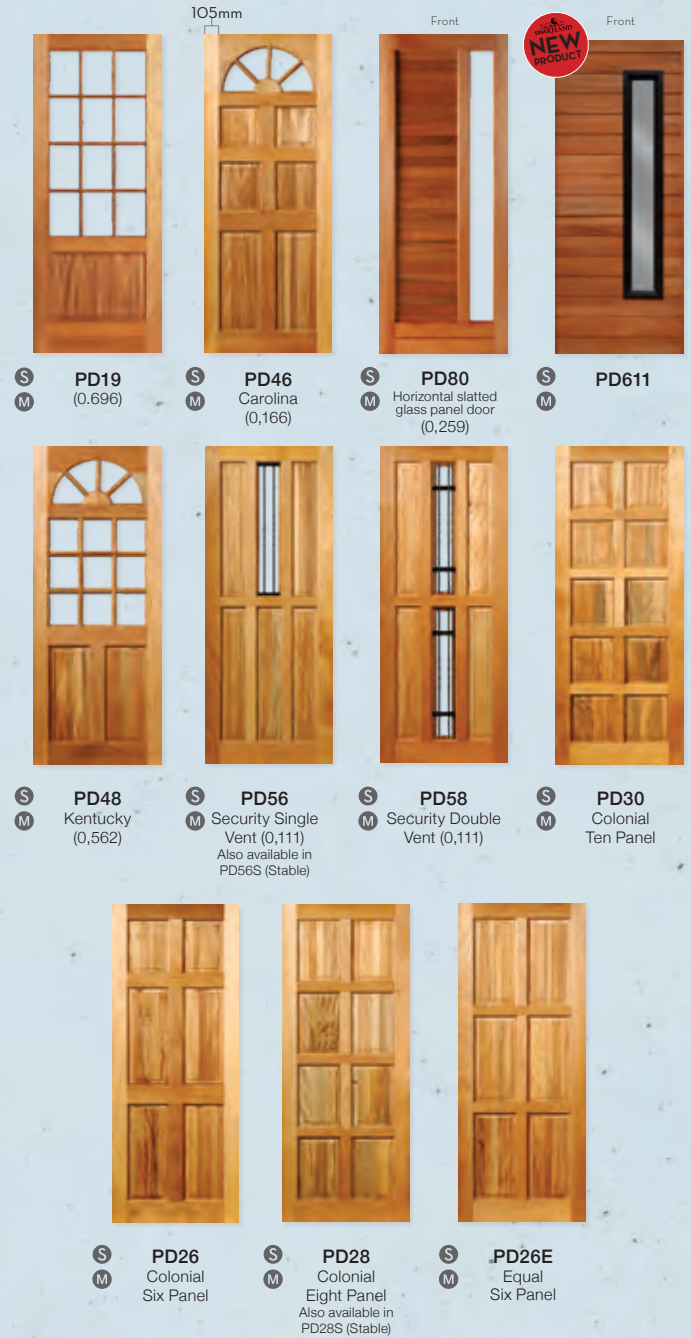 105mm
Front
Front
SWARTLAND
NEW
PRODUCT
S
M
PD19
(0.696)
S
M
PD46
Carolina
(0,166)
S
M
PD80
Horizontal slatted
glass panel door
(0,259)
S
M
PD611
S
M
PD48
Kentucky
(0,562)
S
M
PD56
Security Single
Vent (0,111)
Also available in
PD56S (Stable)
S
M
PD58
Security Double
Vent (0,111)
S
M
PD30
Colonial
Ten Panel
S
M
PD26
Colonial
Six Panel
S
M
PD28
Colonial
Eight Panel
Also available in
PD28S (Stable)
S
M
PD26E
Equal
Six Panel